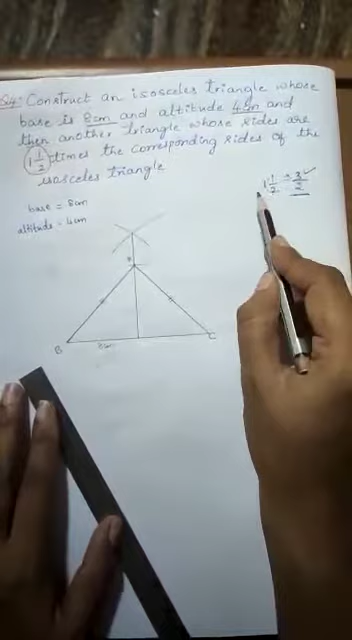 Q4: Construct an isosceles triangle whose
base is 8cm and altitude 4cm and
then another triangle whose sides are
1 1/2 times the corresponding sides of the
isosceles triangle
1 1/2 = 3/2 ✓
base = 8cm
altitude = 4cm
A
B
8cm
C